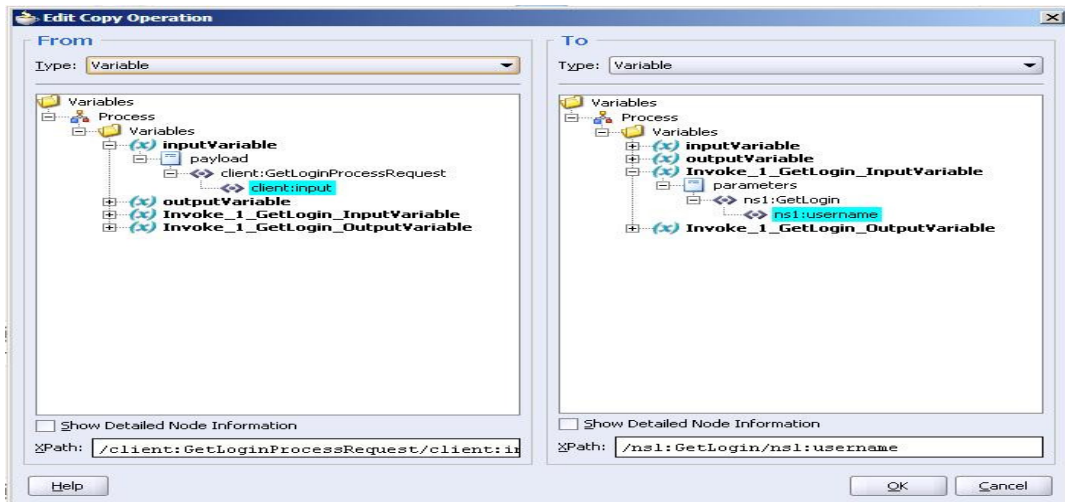 Edit Copy Operation
From
Type: Variable
Variables
Process
Variables
inputVariable
payload
client:GetLoginProcessRequest
client:input
outputVariable
Invoke_1_GetLogin_InputVariable
Invoke_1_GetLogin_OutputVariable
Show Detailed Node Information
XPath: /client:GetLoginProcessRequest/client:in
To
Type: Variable
Variables
Process
Variables
inputVariable
outputVariable
Invoke_1_GetLogin_InputVariable
parameters
ns1:GetLogin
ns1:username
Invoke_1_GetLogin_OutputVariable
Show Detailed Node Information
XPath: /ns1:GetLogin/ns1:username
Help
OK
Cancel